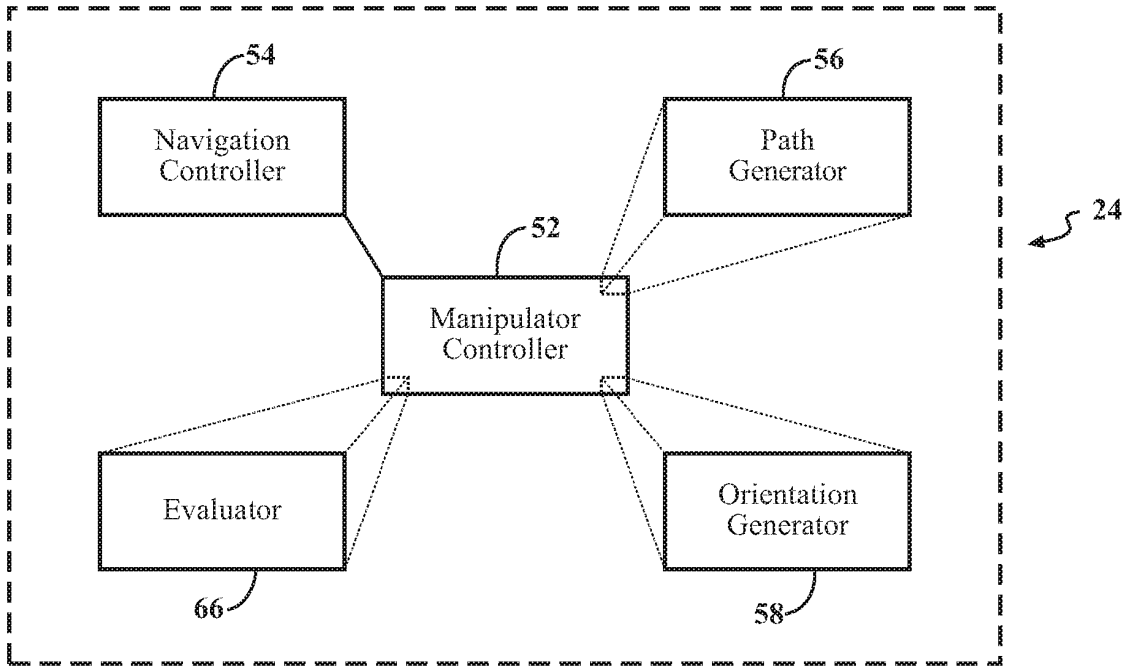 54
56
Navigation
Controller
Path
Generator
24
52
Manipulator
Controller
Evaluator
Orientation
Generator
66
58